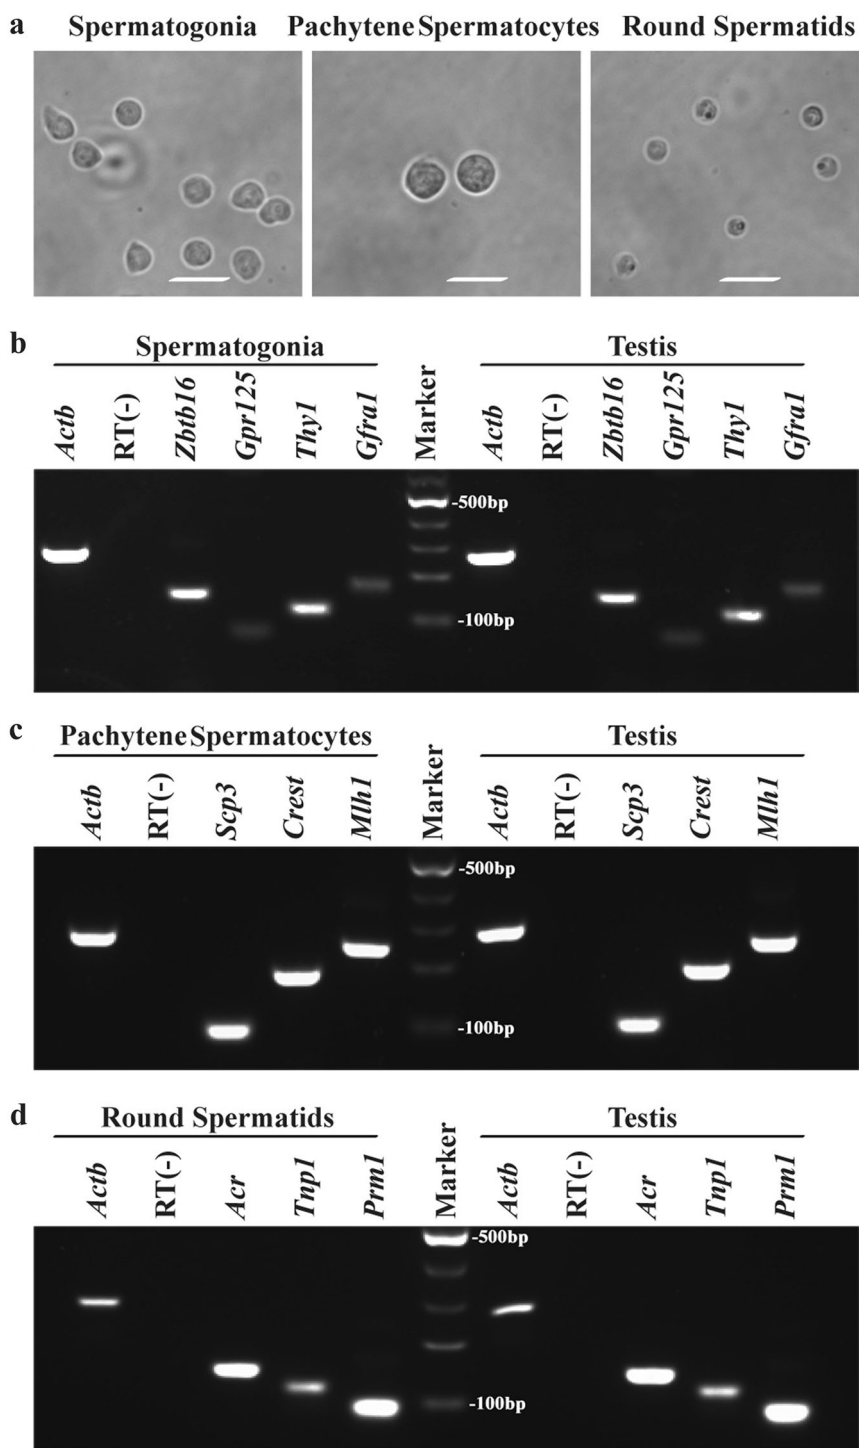 a Spermatogonia Pachytene Spermatocytes Round Spermatids
b Spermatogonia Testis
Actb RT(-) Zbtb16 Gpr125 Thy1 Gfra1 Marker Actb RT(-) Zbtb16 Gpr125 Thy1 Gfra1
-500bp
-100bp
c Pachytene Spermatocytes Testis
Actb RT(-) Scp3 Crest Mlh1 Marker Actb RT(-) Scp3 Crest Mlh1
-500bp
-100bp
d Round Spermatids Testis
Actb RT(-) Acr Tnp1 Prm1 Marker Actb RT(-) Acr Tnp1 Prm1
-500bp
-100bp